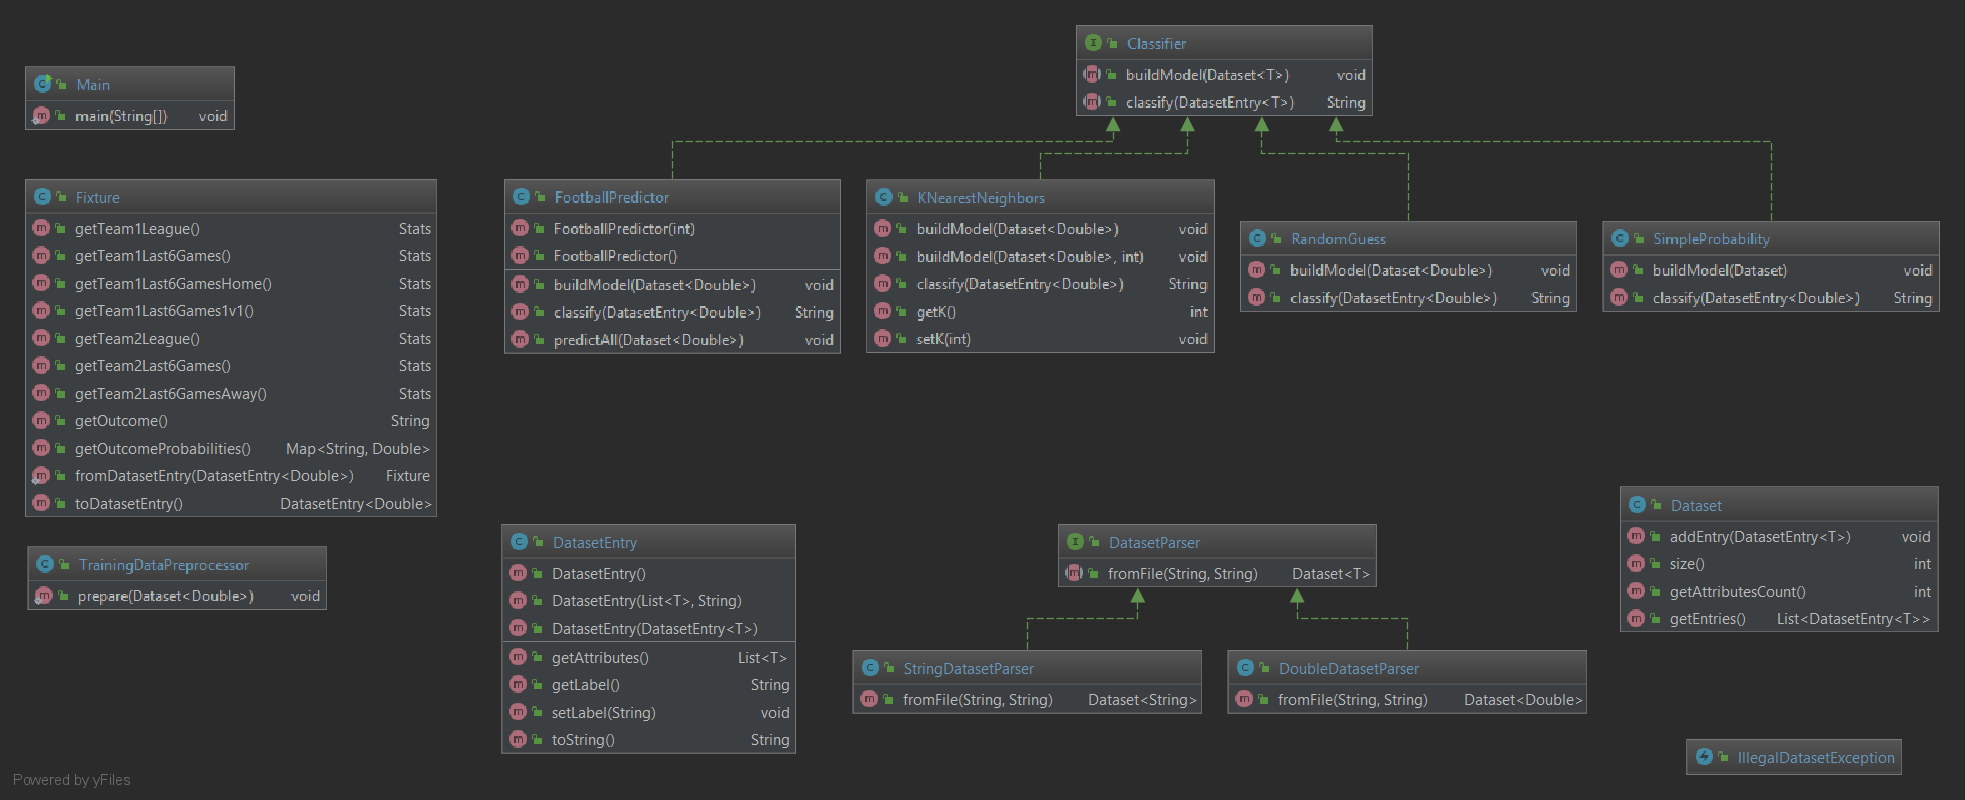 Main
main(String[]) void
Classifier
buildModel(Dataset<T>) void
classify(DatasetEntry<T>) String
Fixture
getTeam1League() Stats
getTeam1Last6Games() Stats
getTeam1Last6GamesHome() Stats
getTeam1Last6Games1v1() Stats
getTeam2League() Stats
getTeam2Last6Games() Stats
getTeam2Last6GamesAway() Stats
getOutcome() String
getOutcomeProbabilities() Map<String, Double>
fromDatasetEntry(DatasetEntry<Double>) Fixture
toDatasetEntry() DatasetEntry<Double>
FootballPredictor
FootballPredictor(int)
FootballPredictor()
buildModel(Dataset<Double>) void
classify(DatasetEntry<Double>) String
predictAll(Dataset<Double>) void
KNearestNeighbors
buildModel(Dataset<Double>) void
buildModel(Dataset<Double>, int) void
classify(DatasetEntry<Double>) String
getK() int
setK(int) void
RandomGuess
buildModel(Dataset<Double>) void
classify(DatasetEntry<Double>) String
SimpleProbability
buildModel(Dataset) void
classify(DatasetEntry<Double>) String
TrainingDataPreprocessor
prepare(Dataset<Double>) void
DatasetEntry
DatasetEntry()
DatasetEntry(List<T>, String)
DatasetEntry(DatasetEntry<T>)
getAttributes() List<T>
getLabel() String
setLabel(String) void
toString() String
DatasetParser
fromFile(String, String) Dataset<T>
StringDatasetParser
fromFile(String, String) Dataset<String>
DoubleDatasetParser
fromFile(String, String) Dataset<Double>
Dataset
addEntry(DatasetEntry<T>) void
size() int
getAttributesCount() int
getEntries() List<DatasetEntry<T>>
IllegalDatasetException
Powered by yFiles